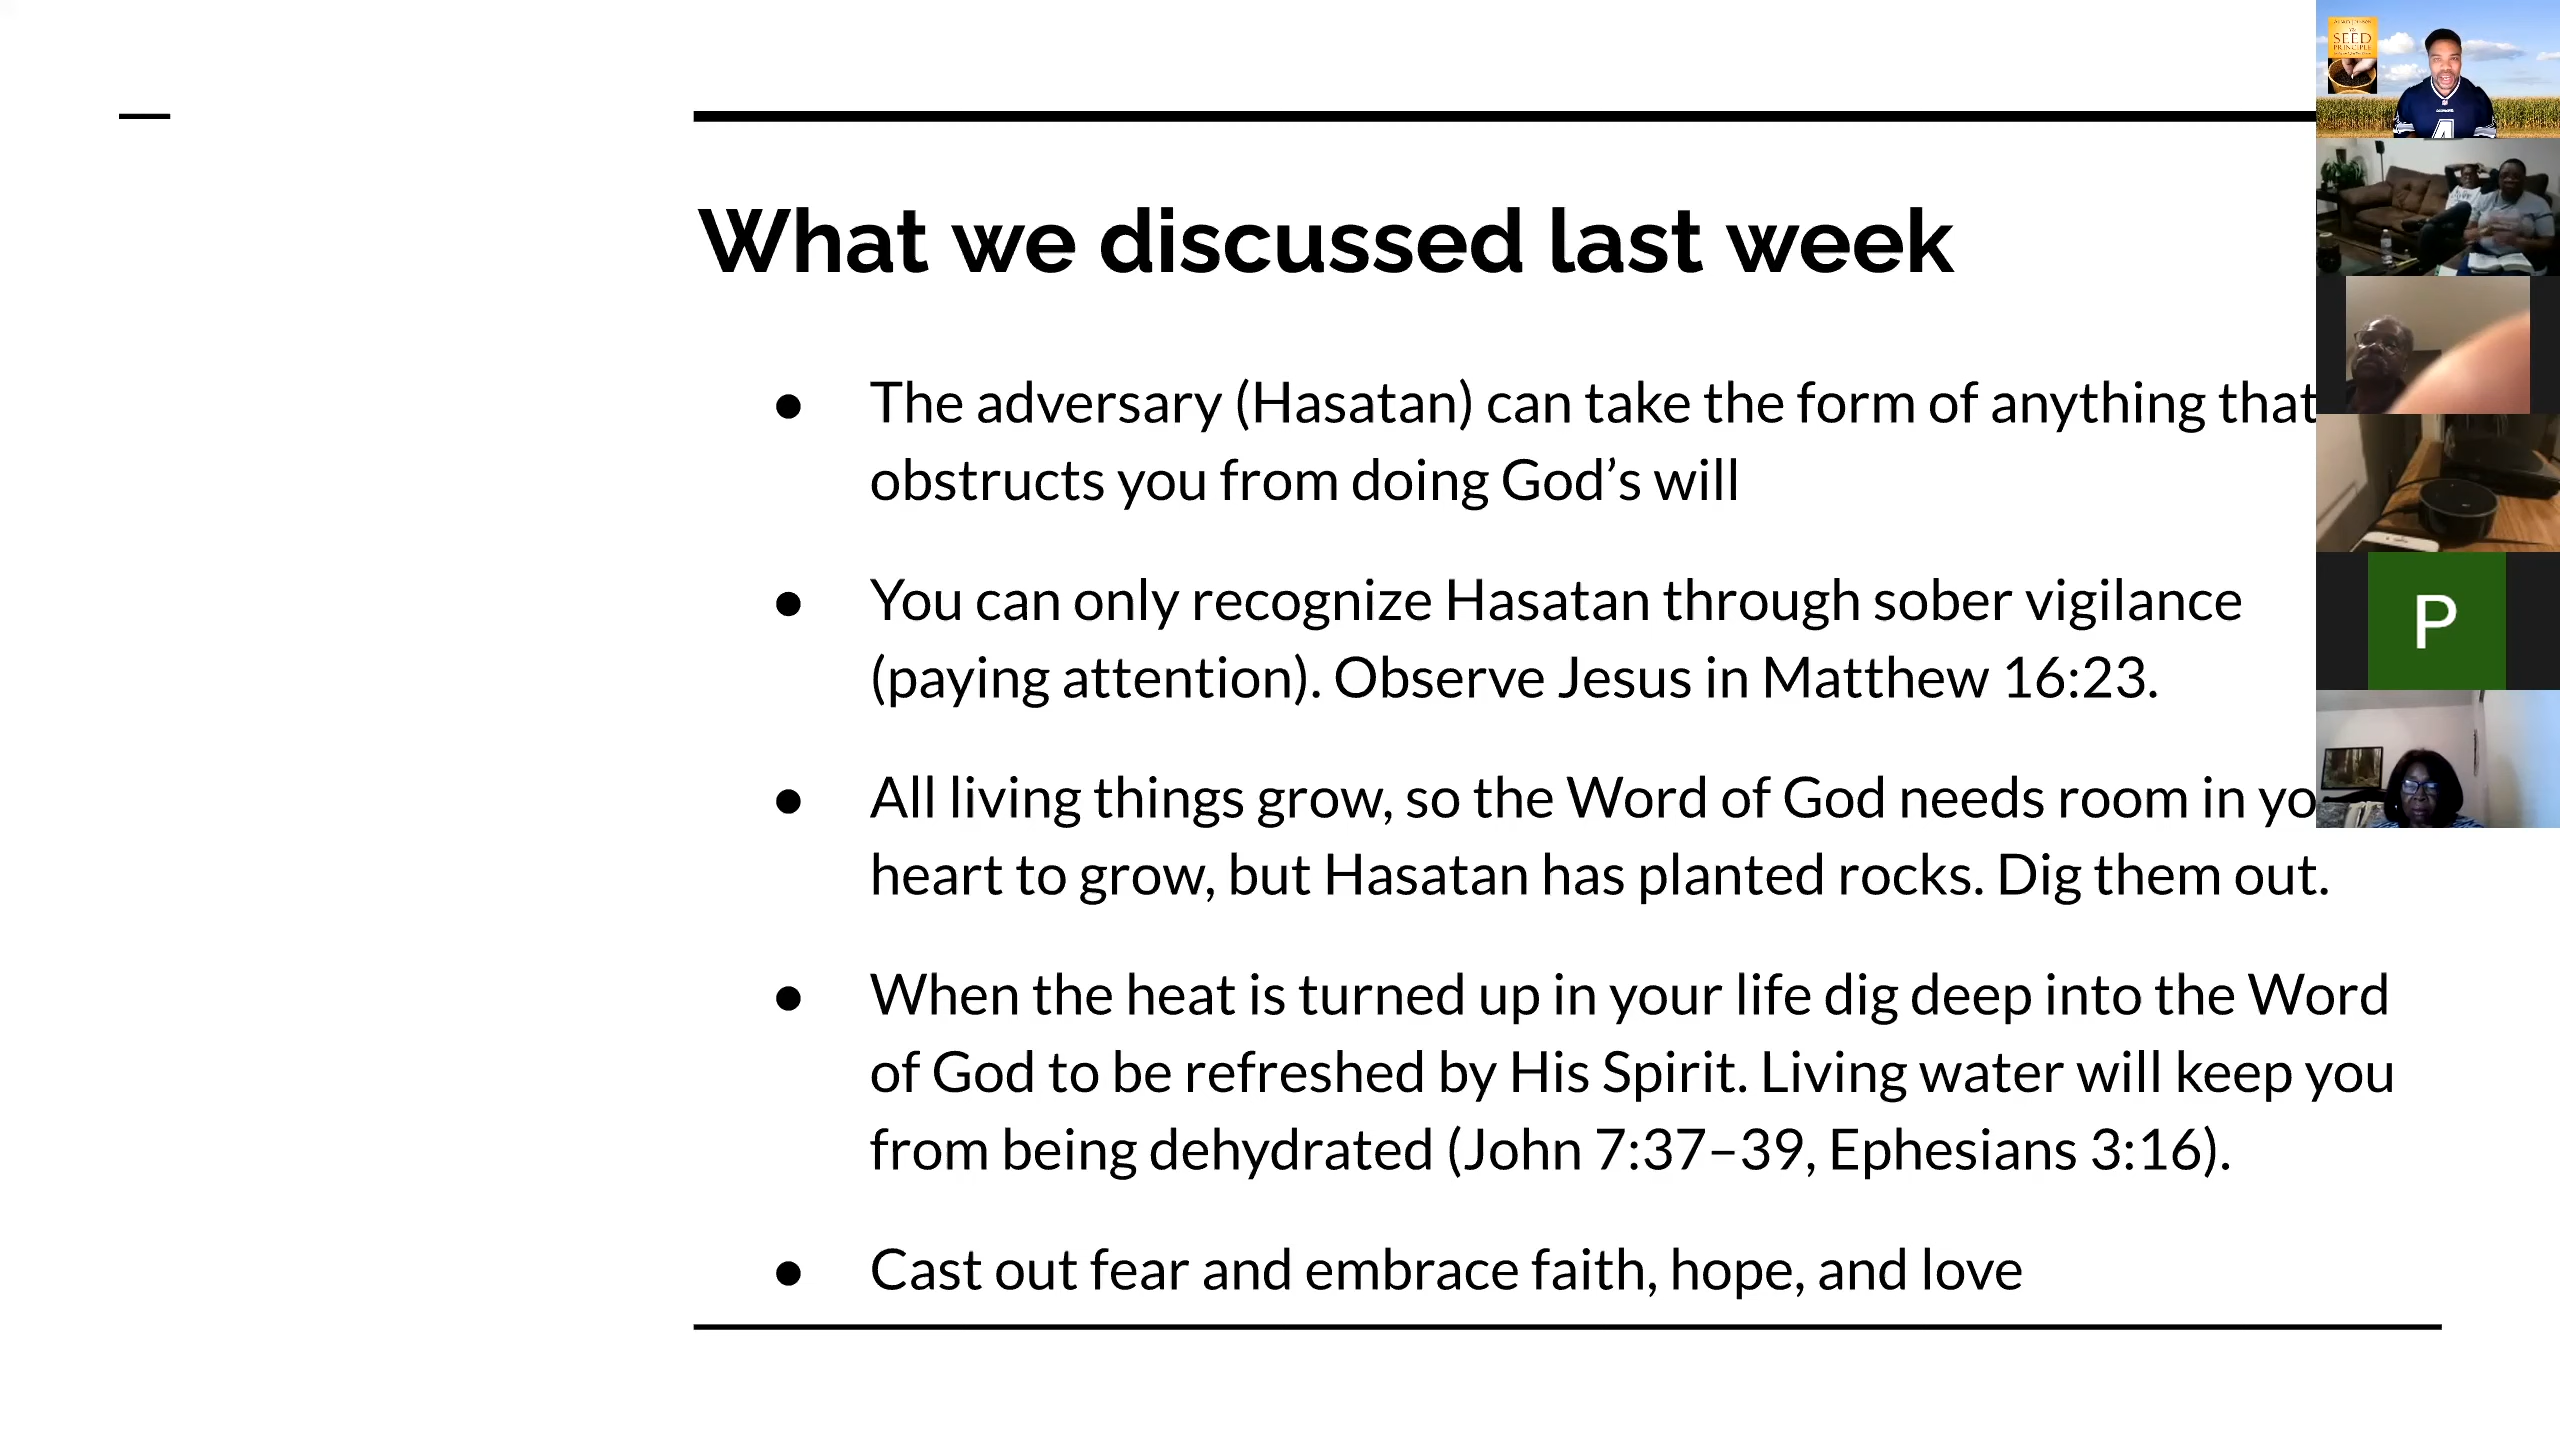 What we discussed last week
● The adversary (Hasatan) can take the form of anything that
obstructs you from doing God’s will
● You can only recognize Hasatan through sober vigilance
(paying attention). Observe Jesus in Matthew 16:23.
● All living things grow, so the Word of God needs room in yo
heart to grow, but Hasatan has planted rocks. Dig them out.
● When the heat is turned up in your life dig deep into the Word
of God to be refreshed by His Spirit. Living water will keep you
from being dehydrated (John 7:37–39, Ephesians 3:16).
● Cast out fear and embrace faith, hope, and love
SEED
PRINCIPLE
4
P